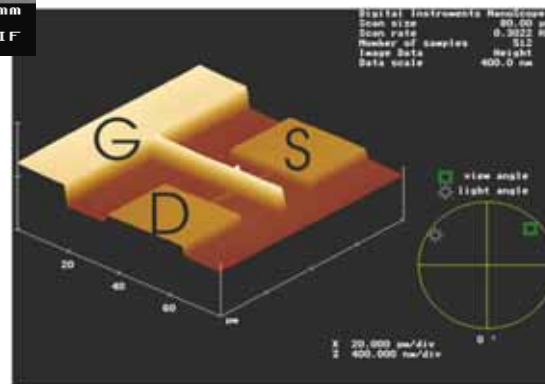 mm
IF
Digital Instruments NanoScope
Scan size 80.00 µ
Scan rate 0.3022 H
Number of samples 512
Image Data Height
Data scale 400.0 nm
G
S
D
view angle
light angle
20
40
60
µm
X 20.000 µm/div
Z 400.000 nm/div
0 °